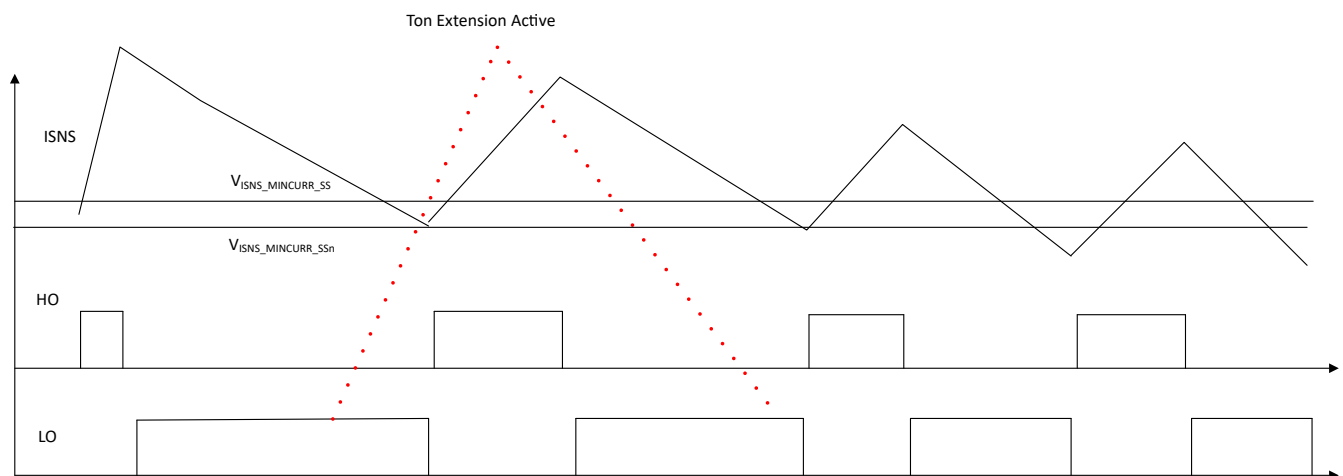 Ton Extension Active
ISNS
VISNS_MINCURR_SS
VISNS_MINCURR_SSn
HO
LO